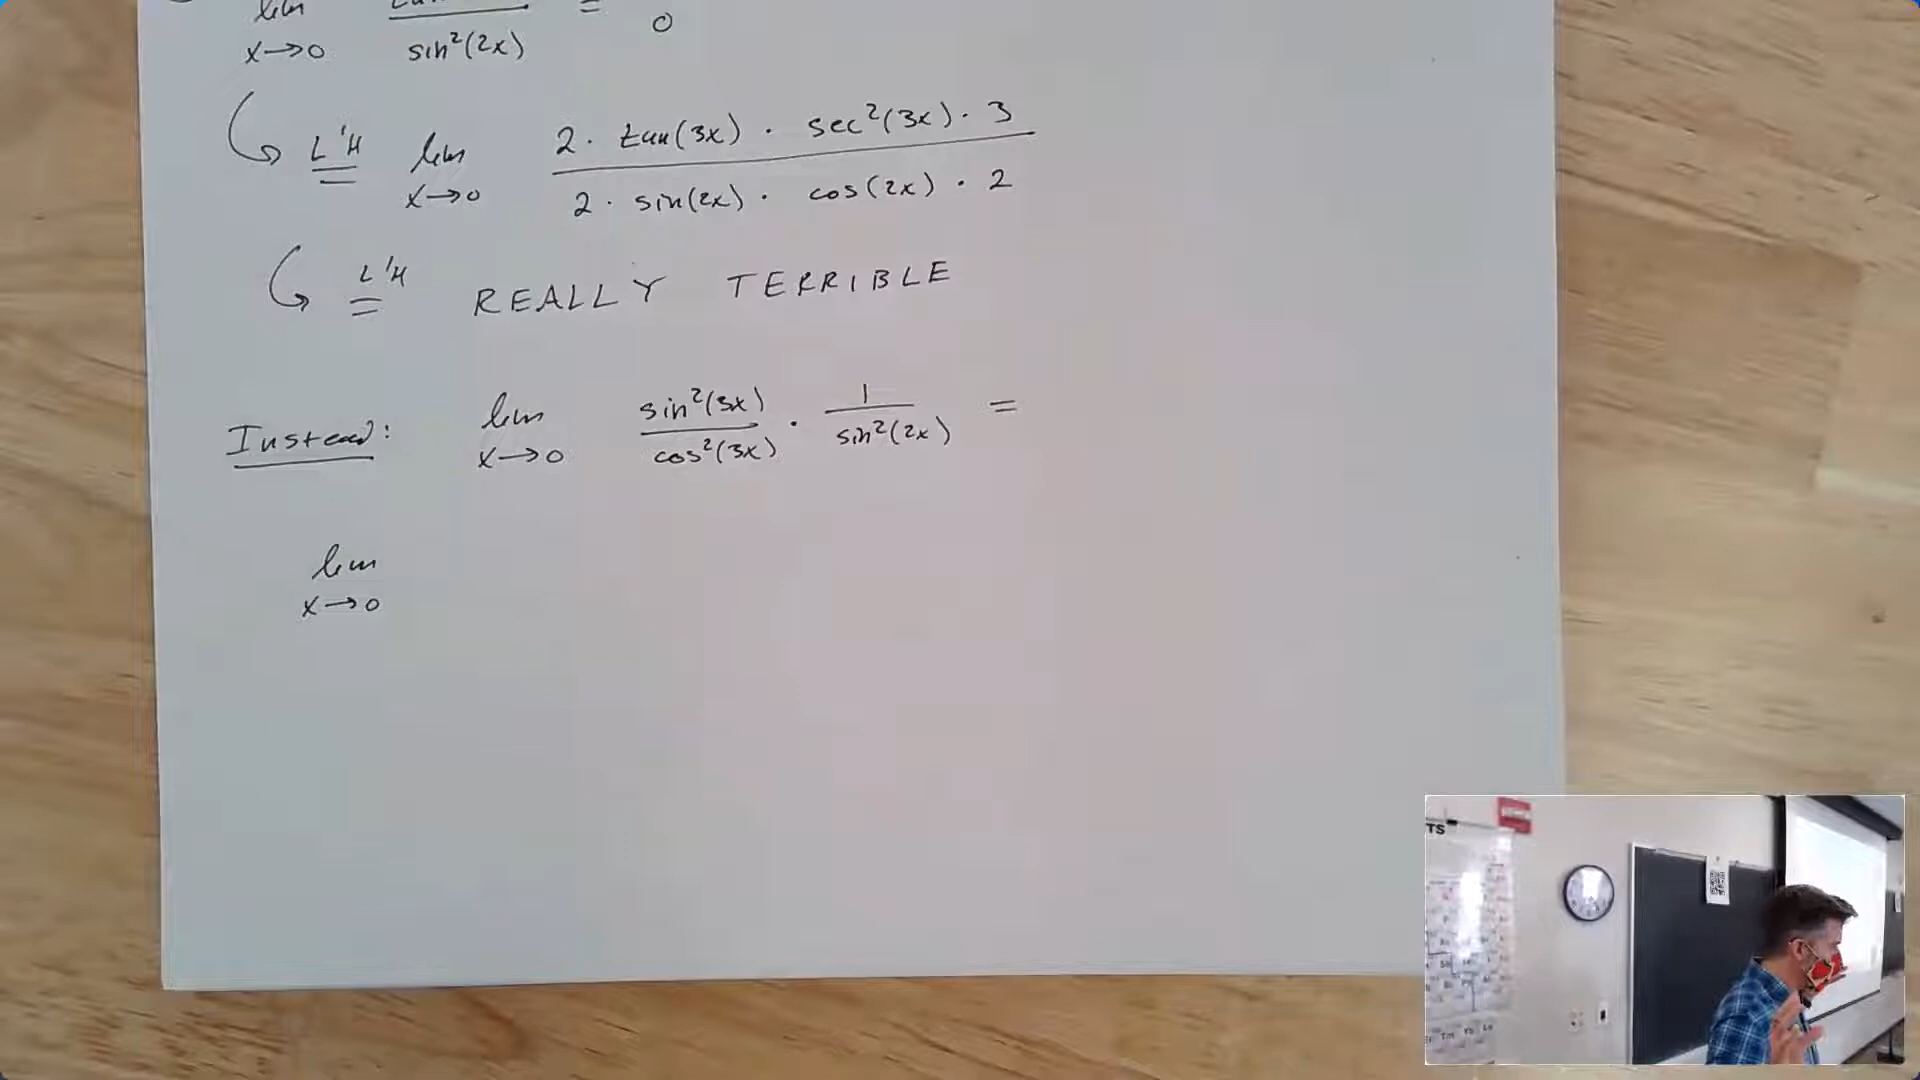 lim = 0
x→0 sin²(2x)
L'H lim 2 · tan(3x) · sec²(3x) · 3
x→0 2 · sin(2x) · cos(2x) · 2
L'H = REALLY TERRIBLE
Instead: lim sin²(3x) / cos²(3x) · 1 / sin²(2x) =
x→0
lim
x→0
TS